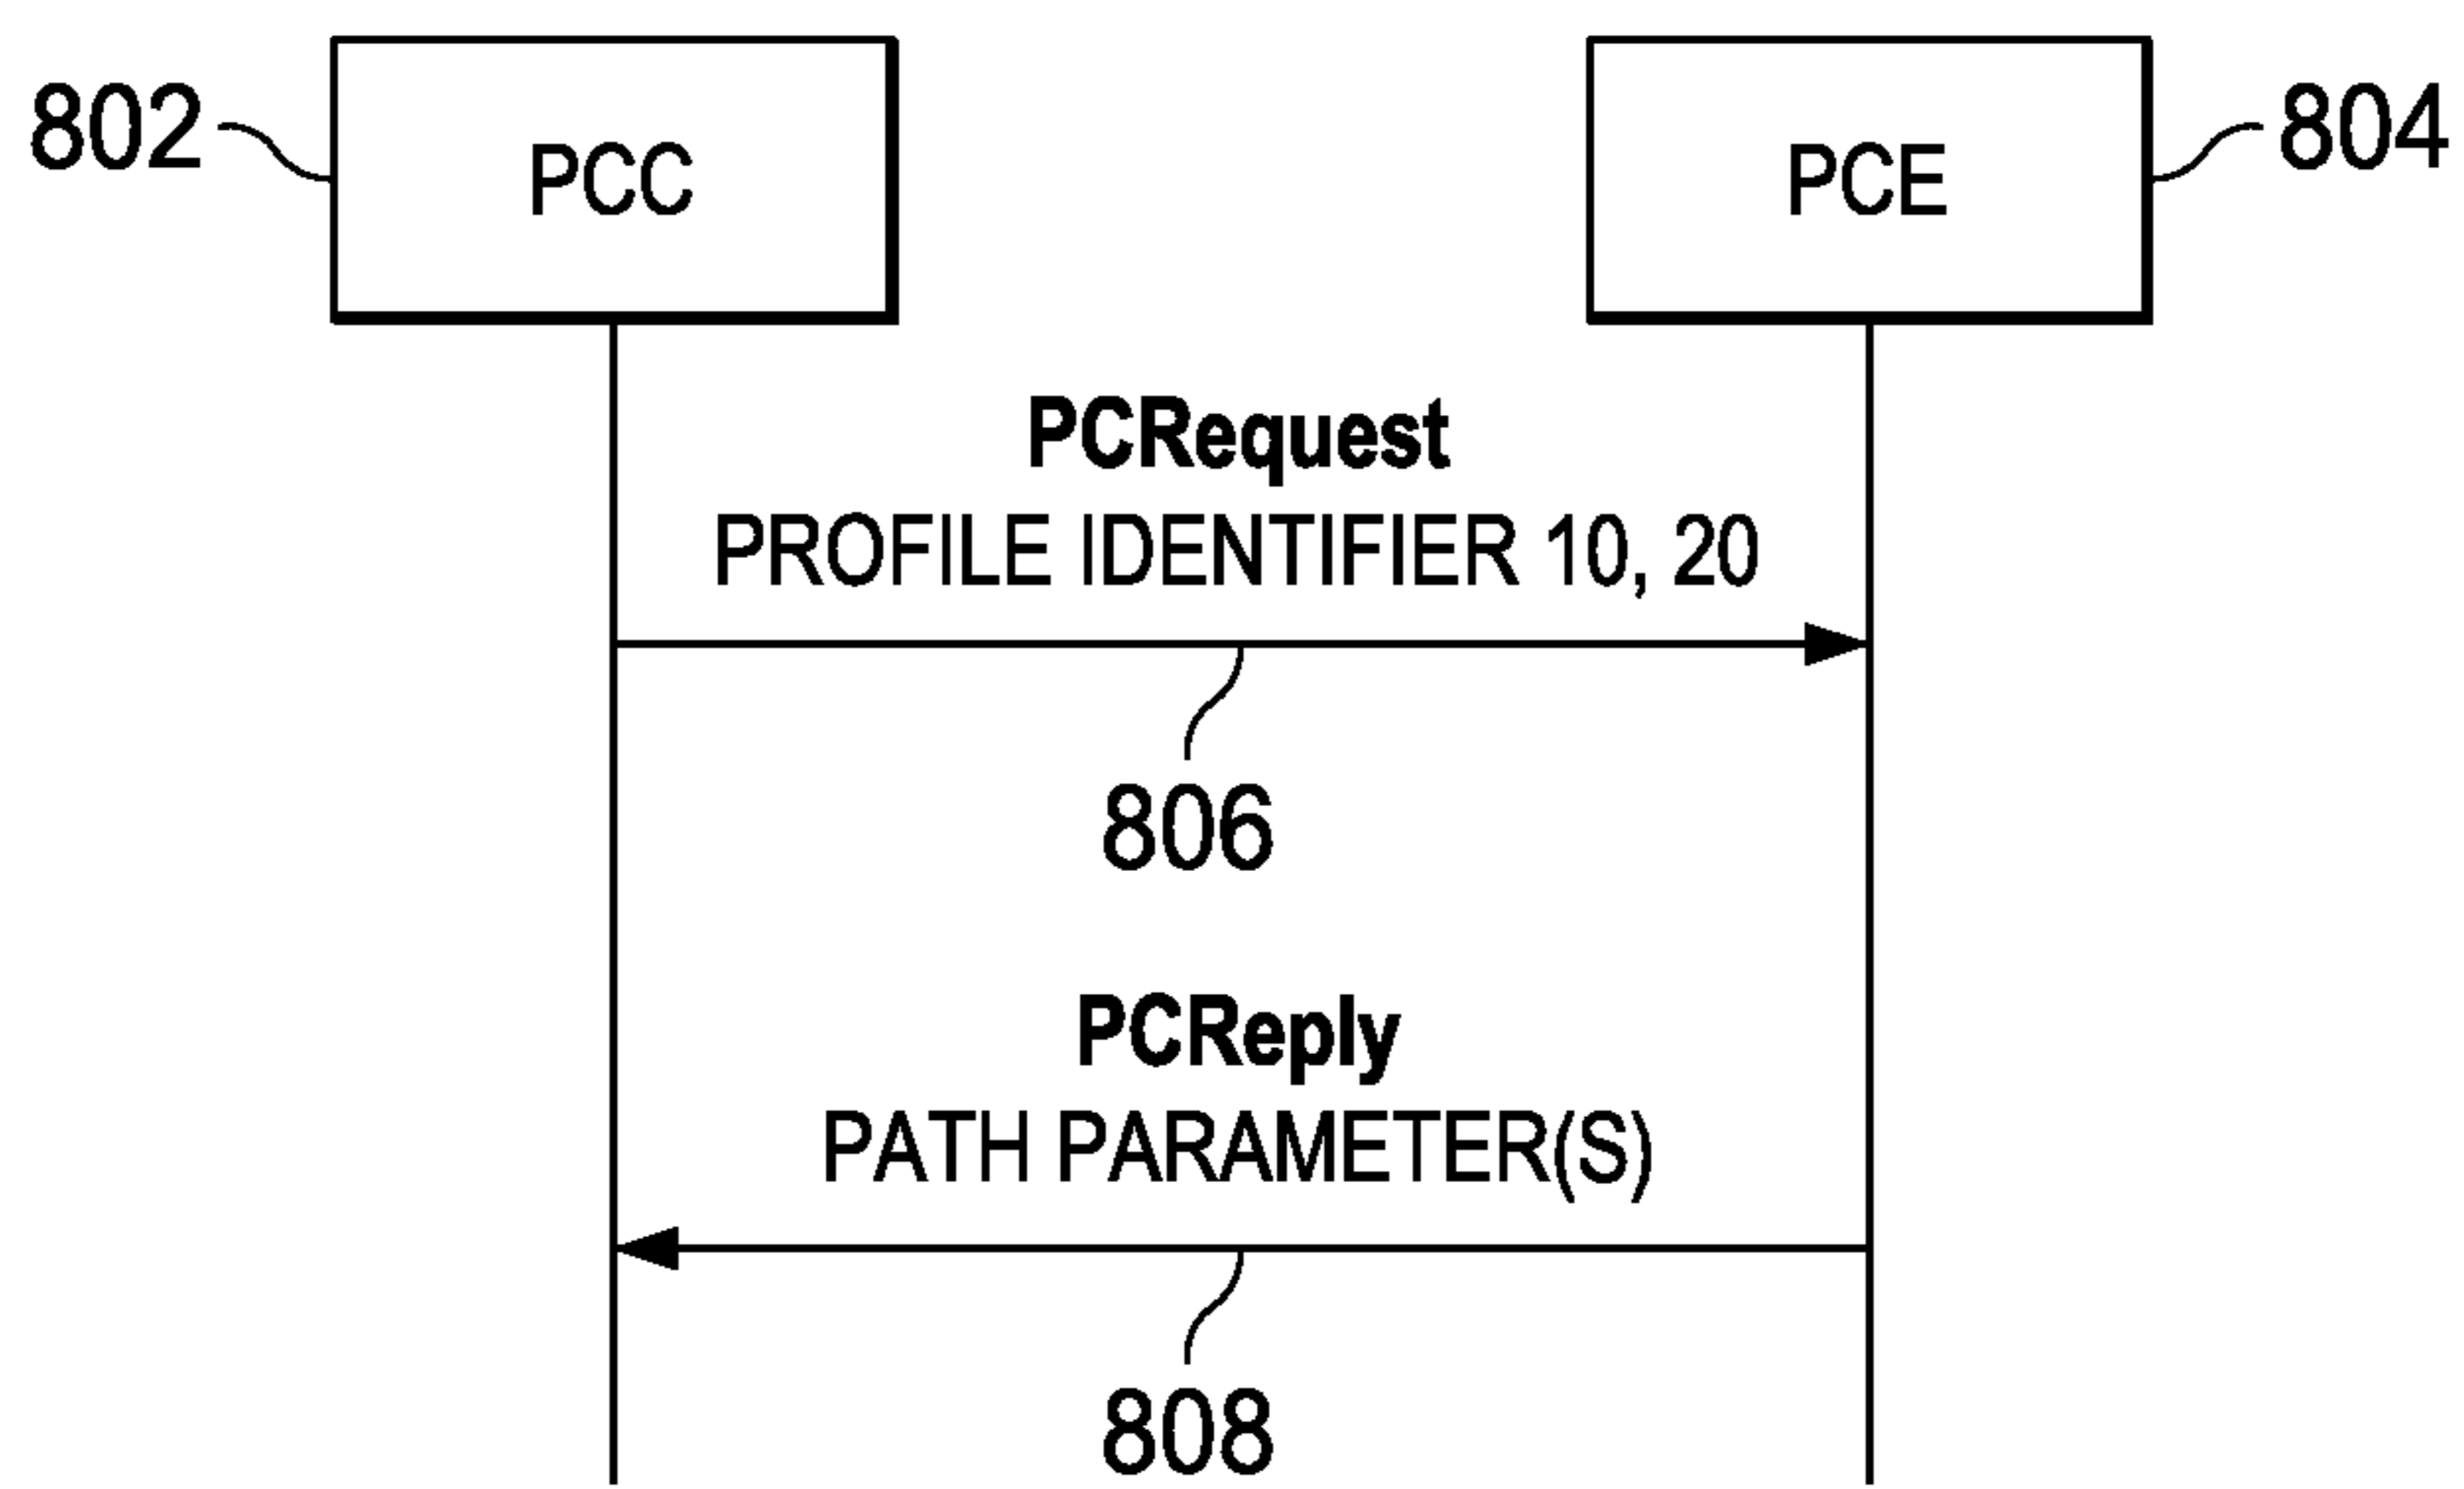 802
PCC
PCE
804
PCRequest
PROFILE IDENTIFIER 10, 20
806
PCReply
PATH PARAMETER(S)
808